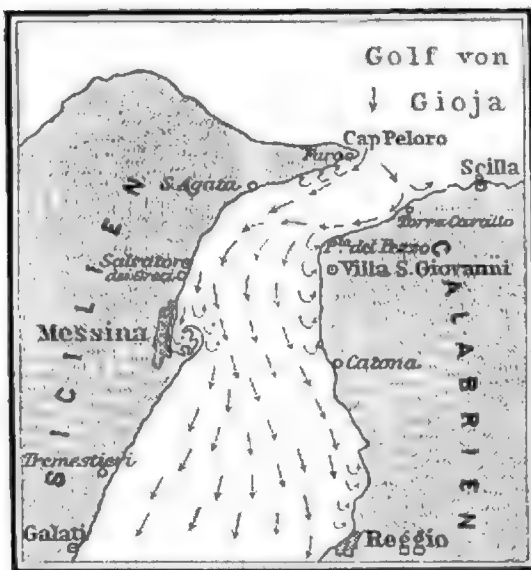 Golf von
Gioja
Cap Peloro
Faro
Scilla
S. Agata
Torre Cavallo
Pta. del Pezzo
Salvatore
dei Greci
Villa S. Giovanni
Messina
Catona
Tremestieri
Galati
Reggio
SICILIEN
CALABRIEN